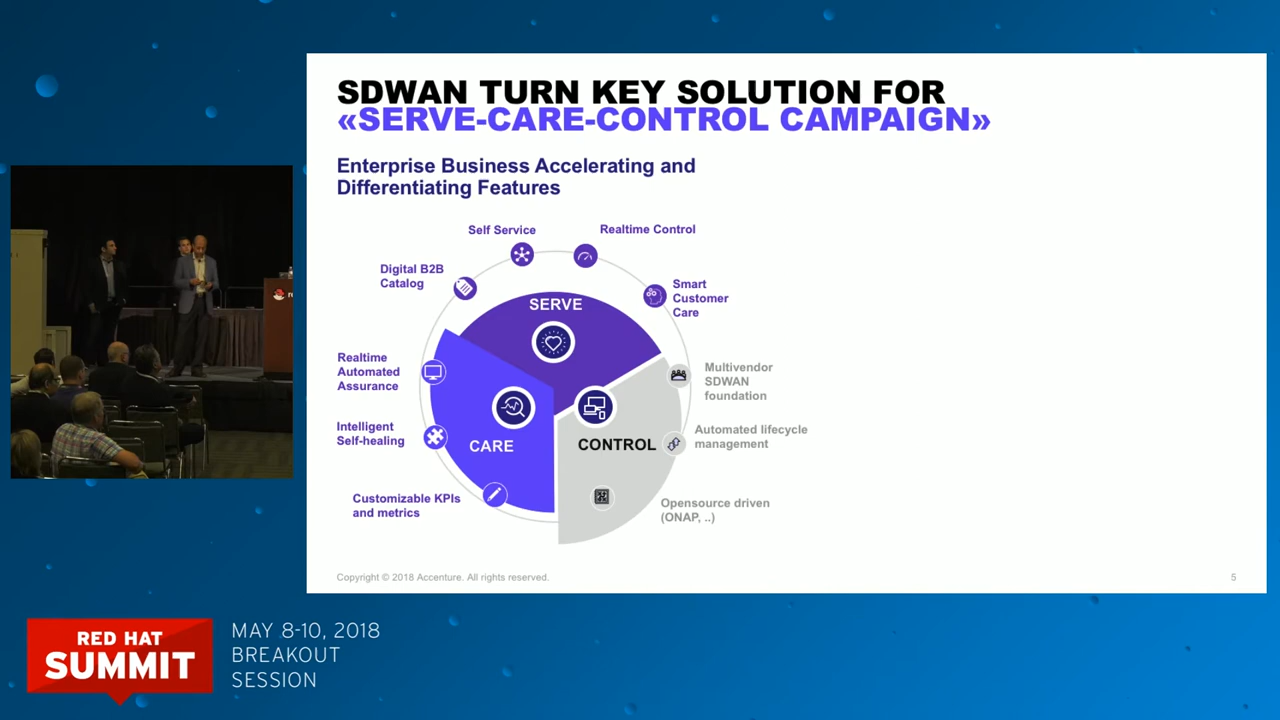 SDWAN TURN KEY SOLUTION FOR
«SERVE-CARE-CONTROL CAMPAIGN»
Enterprise Business Accelerating and
Differentiating Features
Self Service
Realtime Control
Digital B2B
Catalog
Smart
Customer
Care
SERVE
Realtime
Automated
Assurance
Multivendor
SDWAN
foundation
Intelligent
Self-healing
CARE
CONTROL
Automated lifecycle
management
Customizable KPIs
and metrics
Opensource driven
(ONAP, ..)
Copyright © 2018 Accenture. All rights reserved.
5
RED HAT
SUMMIT
MAY 8-10, 2018
BREAKOUT
SESSION